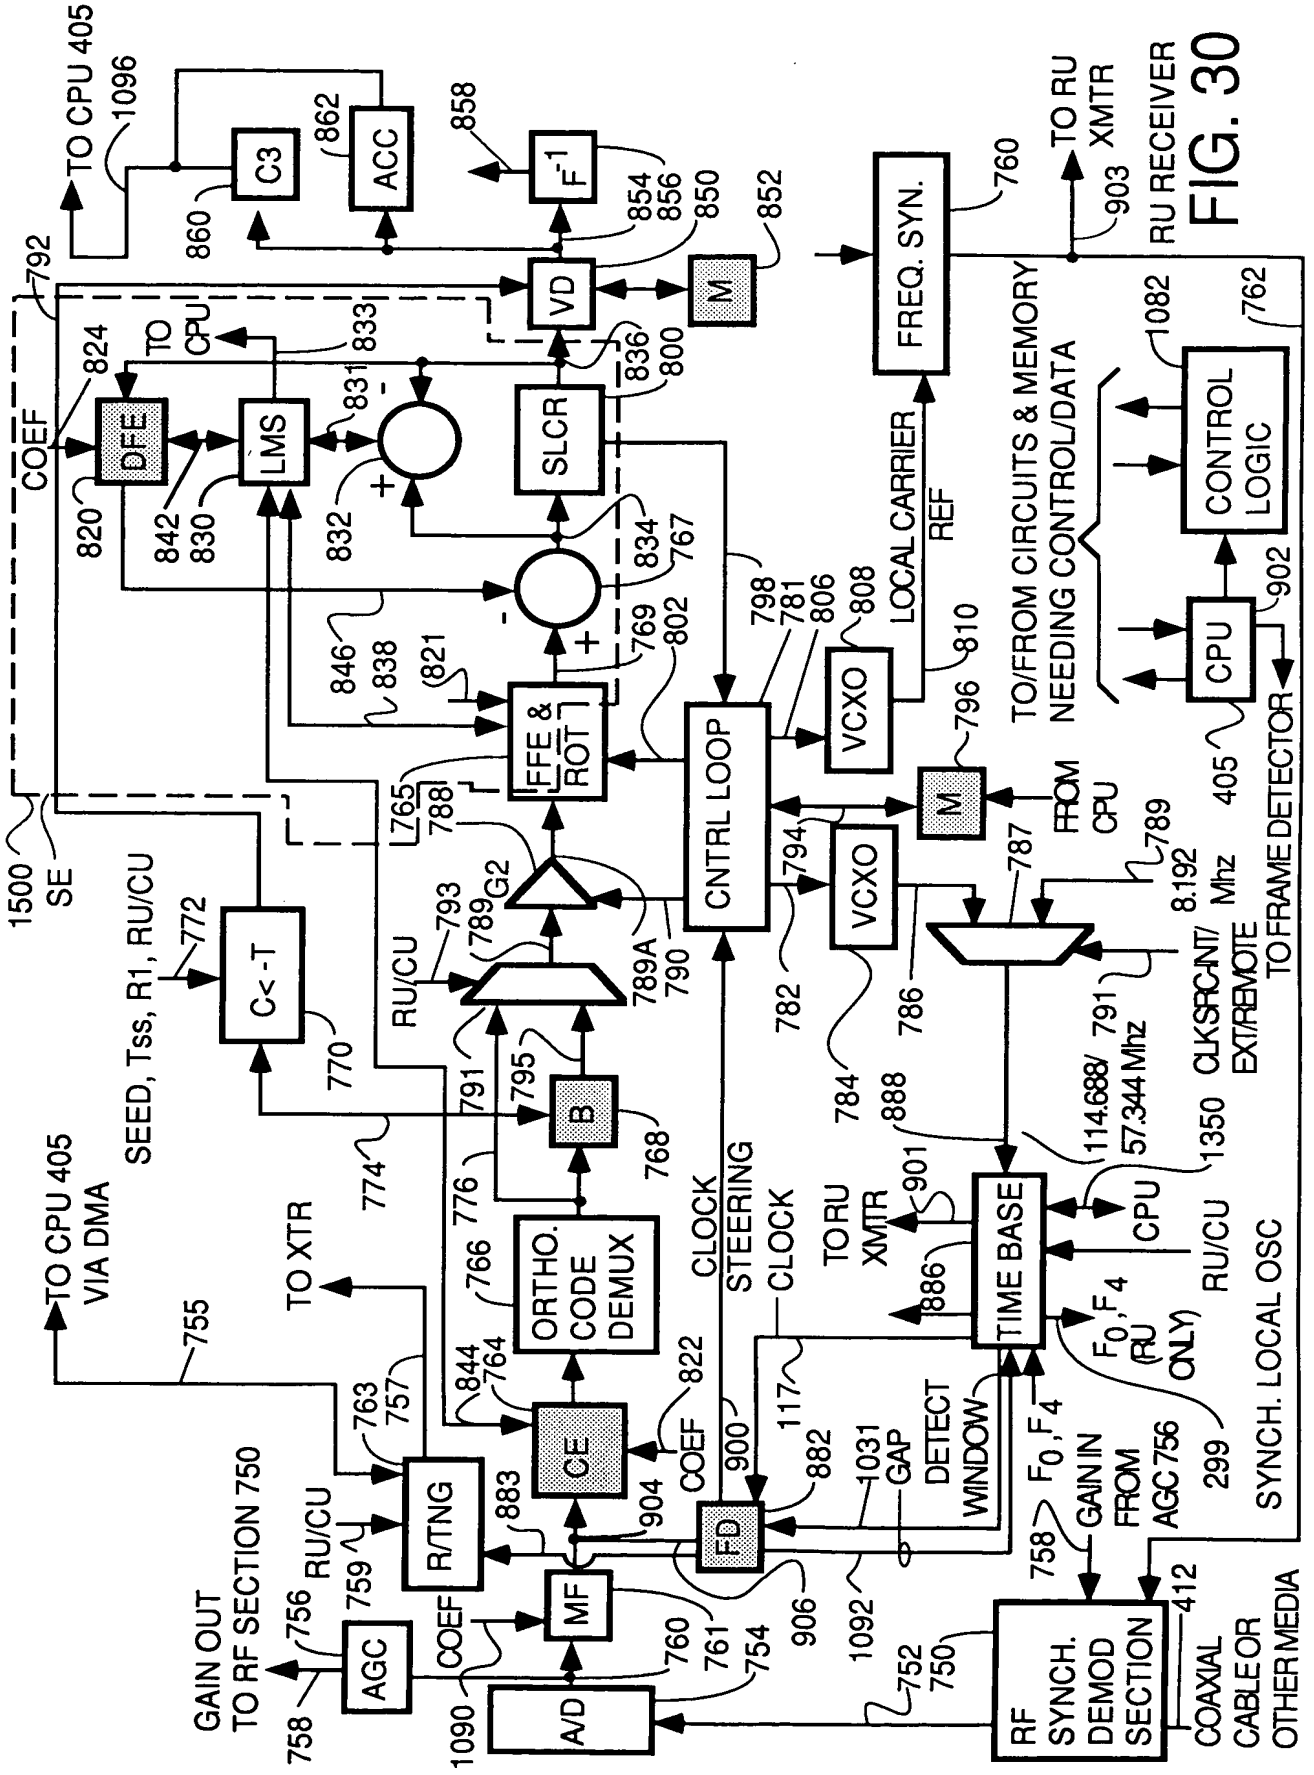 TO CPU 405
1096
862
ACC
C3
860
858
F-1
854
856
850
852
VD
M
792
1500
SE
COEF
824
TO
CPU
833
DFE
820
842
LMS
830
831
832
+
-
836
800
SLCR
834
767
-
+
769
802
846
838
821
FFE &
ROT
765
788
G2
789
793
RU/CU
789A
790
791
795
B
768
776
774
C<-T
770
772
SEED, Tss, R1, RU/CU
TO CPU 405
VIA DMA
755
TO XTR
757
763
R/TNG
RU/CU
759
883
844
764
CE
822
COEF
766
ORTHO.
CODE
DEMUX
904
GAIN OUT
TO RF SECTION 750
758
756
AGC
COEF
1090
MF
760
761
754
A/D
906
FD
882
900
117
CLOCK
STEERING
CLOCK
1031
GAP
DETECT
WINDOW
1092
752
750
RF
SYNCH.
DEMOD
SECTION
412
COAXIAL
CABLE OR
OTHER MEDIA
758
GAIN IN
FROM
AGC 756
F0, F4
299
F0, F4
(RU
ONLY)
TIME BASE
886
TO RU
XMTR
901
888
114.688/
57.344 Mhz
1350
CPU
RU/CU
SYNCH. LOCAL OSC
CLKSRC-INT/
EXT/REMOTE
791
8.192
Mhz
789
787
786
784
VCXO
782
794
CNTRL LOOP
798
781
806
808
VCXO
M
796
FROM
CPU
810
LOCAL CARRIER
REF
FREQ. SYN.
760
TO RU
XMTR
903
RU RECEIVER
FIG. 30
TO/FROM CIRCUITS & MEMORY
NEEDING CONTROL/DATA
1082
762
CONTROL
LOGIC
CPU
902
405
TO FRAME DETECTOR